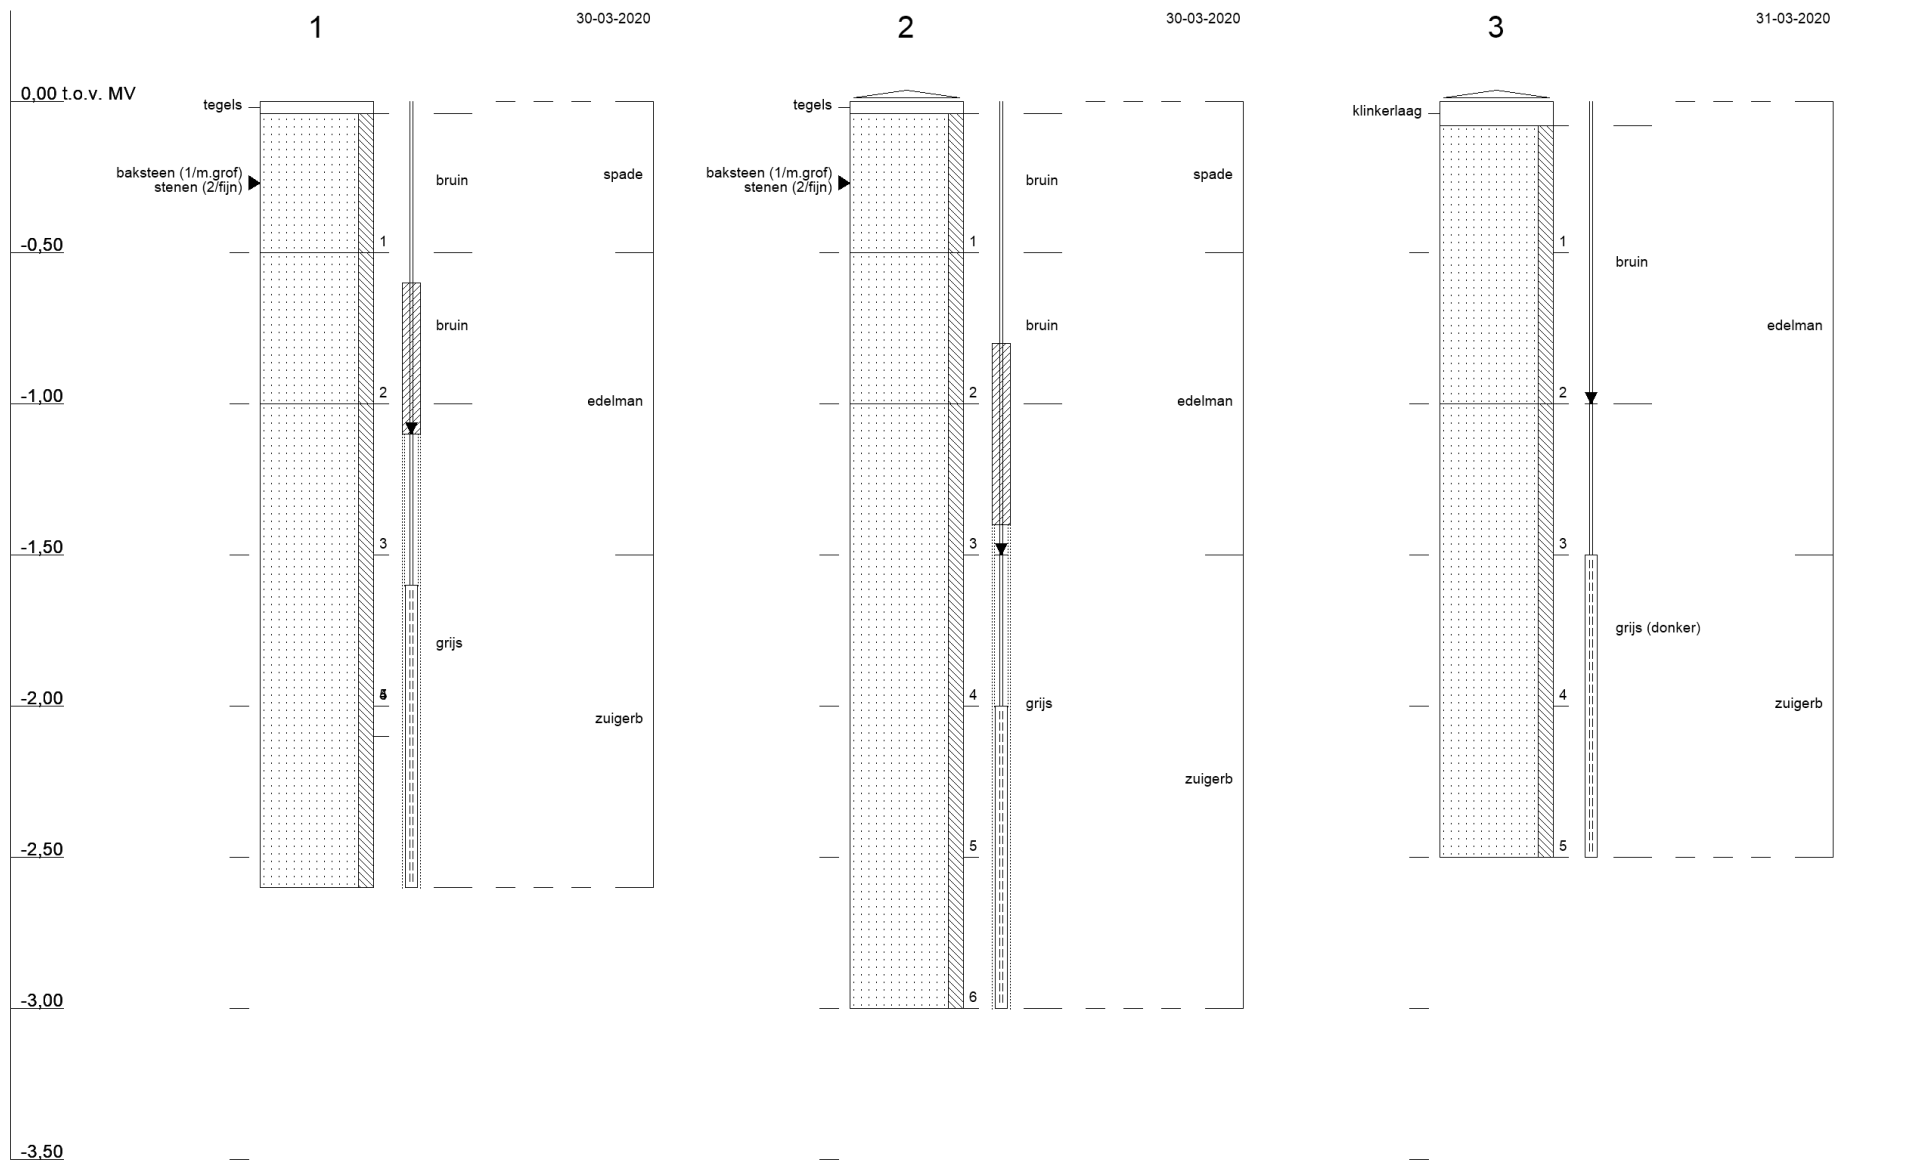 1
30-03-2020
2
30-03-2020
3
31-03-2020
0,00 t.o.v. MV
-0,50
-1,00
-1,50
-2,00
-2,50
-3,00
-3,50
tegels
baksteen (1/m.grof)
stenen (2/fijn)
1
2
3
bruin
bruin
grijs
spade
edelman
zuigerb
tegels
baksteen (1/m.grof)
stenen (2/fijn)
1
2
3
4
5
6
bruin
bruin
grijs
spade
edelman
zuigerb
klinkerlaag
1
2
3
4
5
bruin
grijs (donker)
edelman
zuigerb